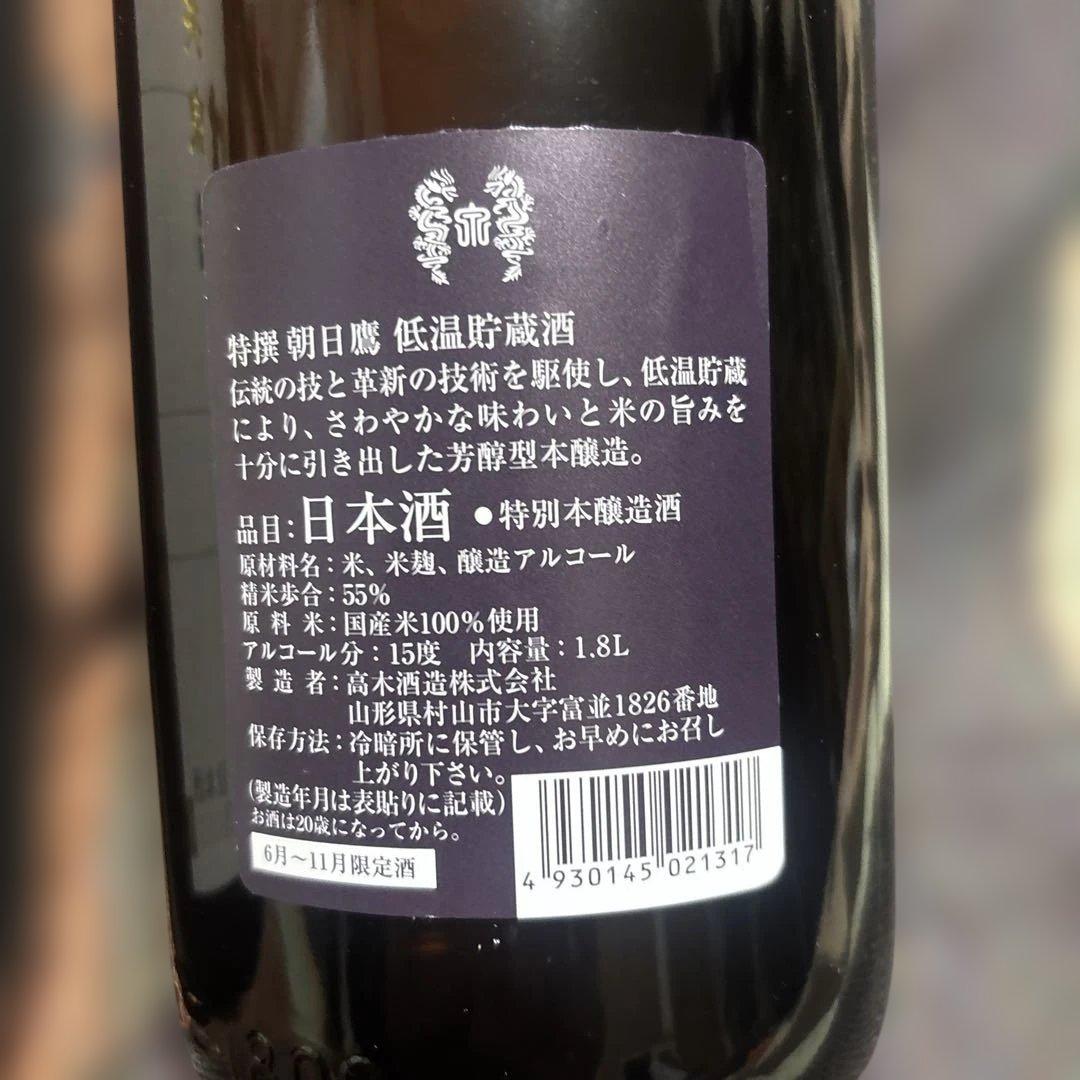 特撰 朝日鷹 低温貯蔵酒
伝統の技と革新の技術を駆使し、低温貯蔵
により、さわやかな味わいと米の旨みを
十分に引き出した芳醇型本醸造。
品目：日本酒 ●特別本醸造酒
原材料名：米、米麹、醸造アルコール
精米歩合：55%
原料米：国産米100%使用
アルコール分：15度 内容量：1.8L
製造者：高木酒造株式会社
山形県村山市大字富並1826番地
保存方法：冷暗所に保管し、お早めにお召し
上がり下さい。
(製造年月は表貼りに記載)
お酒は20歳になってから。
6月～11月限定酒
4 930145 021317